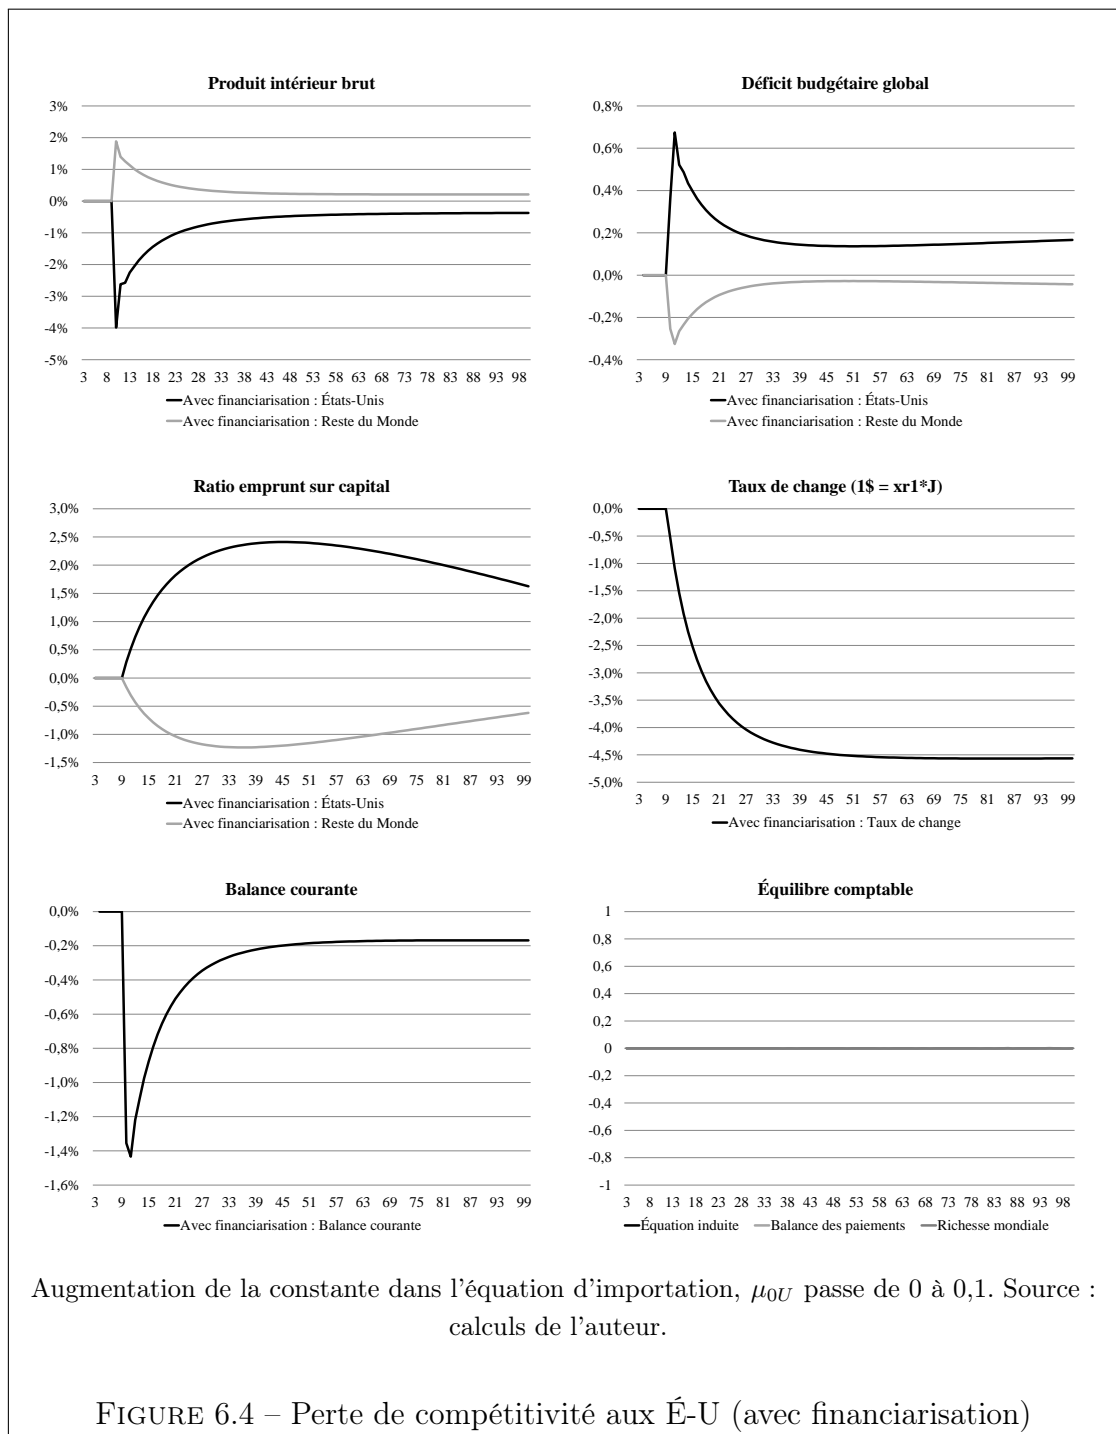 Produit intérieur brut
3%
2%
1%
0%
-1%
-2%
-3%
-4%
-5%
3 8 13 18 23 28 33 38 43 48 53 58 63 68 73 78 83 88 93 98
Avec financiarisation : États-Unis
Avec financiarisation : Reste du Monde
Déficit budgétaire global
0,8%
0,6%
0,4%
0,2%
0,0%
-0,2%
-0,4%
3 9 15 21 27 33 39 45 51 57 63 69 75 81 87 93 99
Avec financiarisation : États-Unis
Avec financiarisation : Reste du Monde
Ratio emprunt sur capital
3,0%
2,5%
2,0%
1,5%
1,0%
0,5%
0,0%
-0,5%
-1,0%
-1,5%
3 9 15 21 27 33 39 45 51 57 63 69 75 81 87 93 99
Avec financiarisation : États-Unis
Avec financiarisation : Reste du Monde
Taux de change (1$ = xr1*J)
0,0%
-0,5%
-1,0%
-1,5%
-2,0%
-2,5%
-3,0%
-3,5%
-4,0%
-4,5%
-5,0%
3 9 15 21 27 33 39 45 51 57 63 69 75 81 87 93 99
Avec financiarisation : Taux de change
Balance courante
0,0%
-0,2%
-0,4%
-0,6%
-0,8%
-1,0%
-1,2%
-1,4%
-1,6%
3 9 15 21 27 33 39 45 51 57 63 69 75 81 87 93 99
Avec financiarisation : Balance courante
Équilibre comptable
1
0,8
0,6
0,4
0,2
0
-0,2
-0,4
-0,6
-0,8
-1
3 8 13 18 23 28 33 38 43 48 53 58 63 68 73 78 83 88 93 98
Équation induite Balance des paiements Richesse mondiale
Augmentation de la constante dans l'équation d'importation, μ0U passe de 0 à 0,1. Source :
calculs de l'auteur.
FIGURE 6.4 – Perte de compétitivité aux É-U (avec financiarisation)